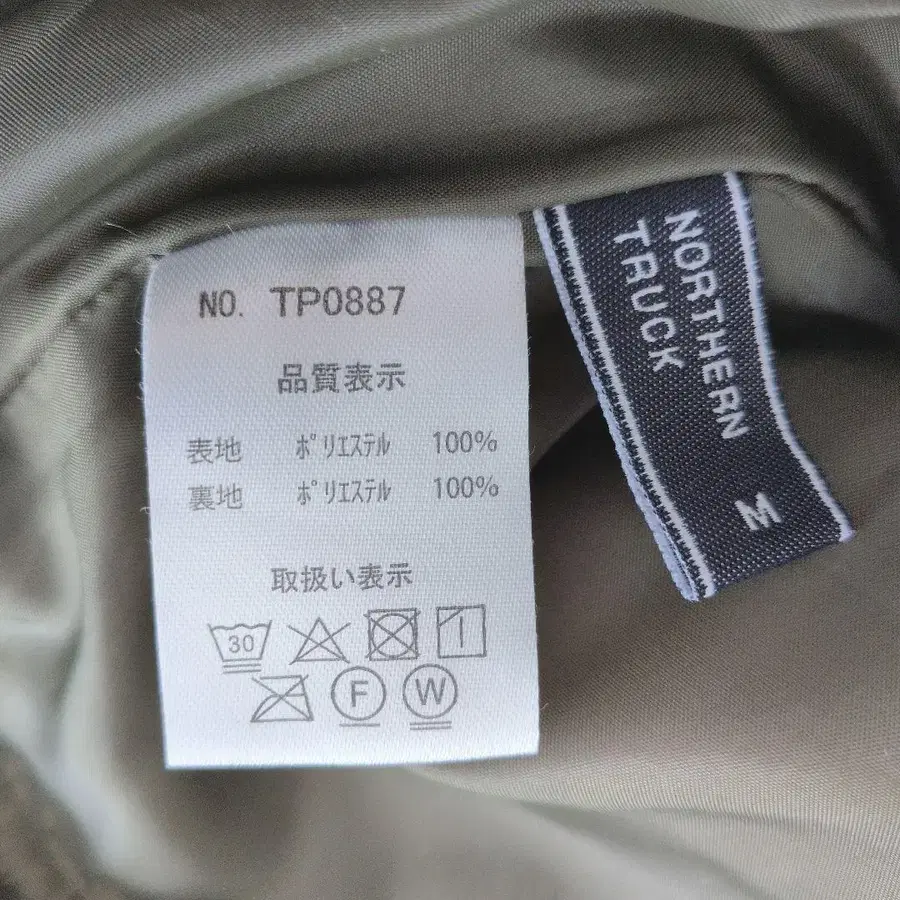 NO. TP0887
品質表示
表地 ﾎﾟﾘｴｽﾃﾙ 100%
裏地 ﾎﾟﾘｴｽﾃﾙ 100%
取扱い表示
30
F W
NORTHERN
TRUCK
M